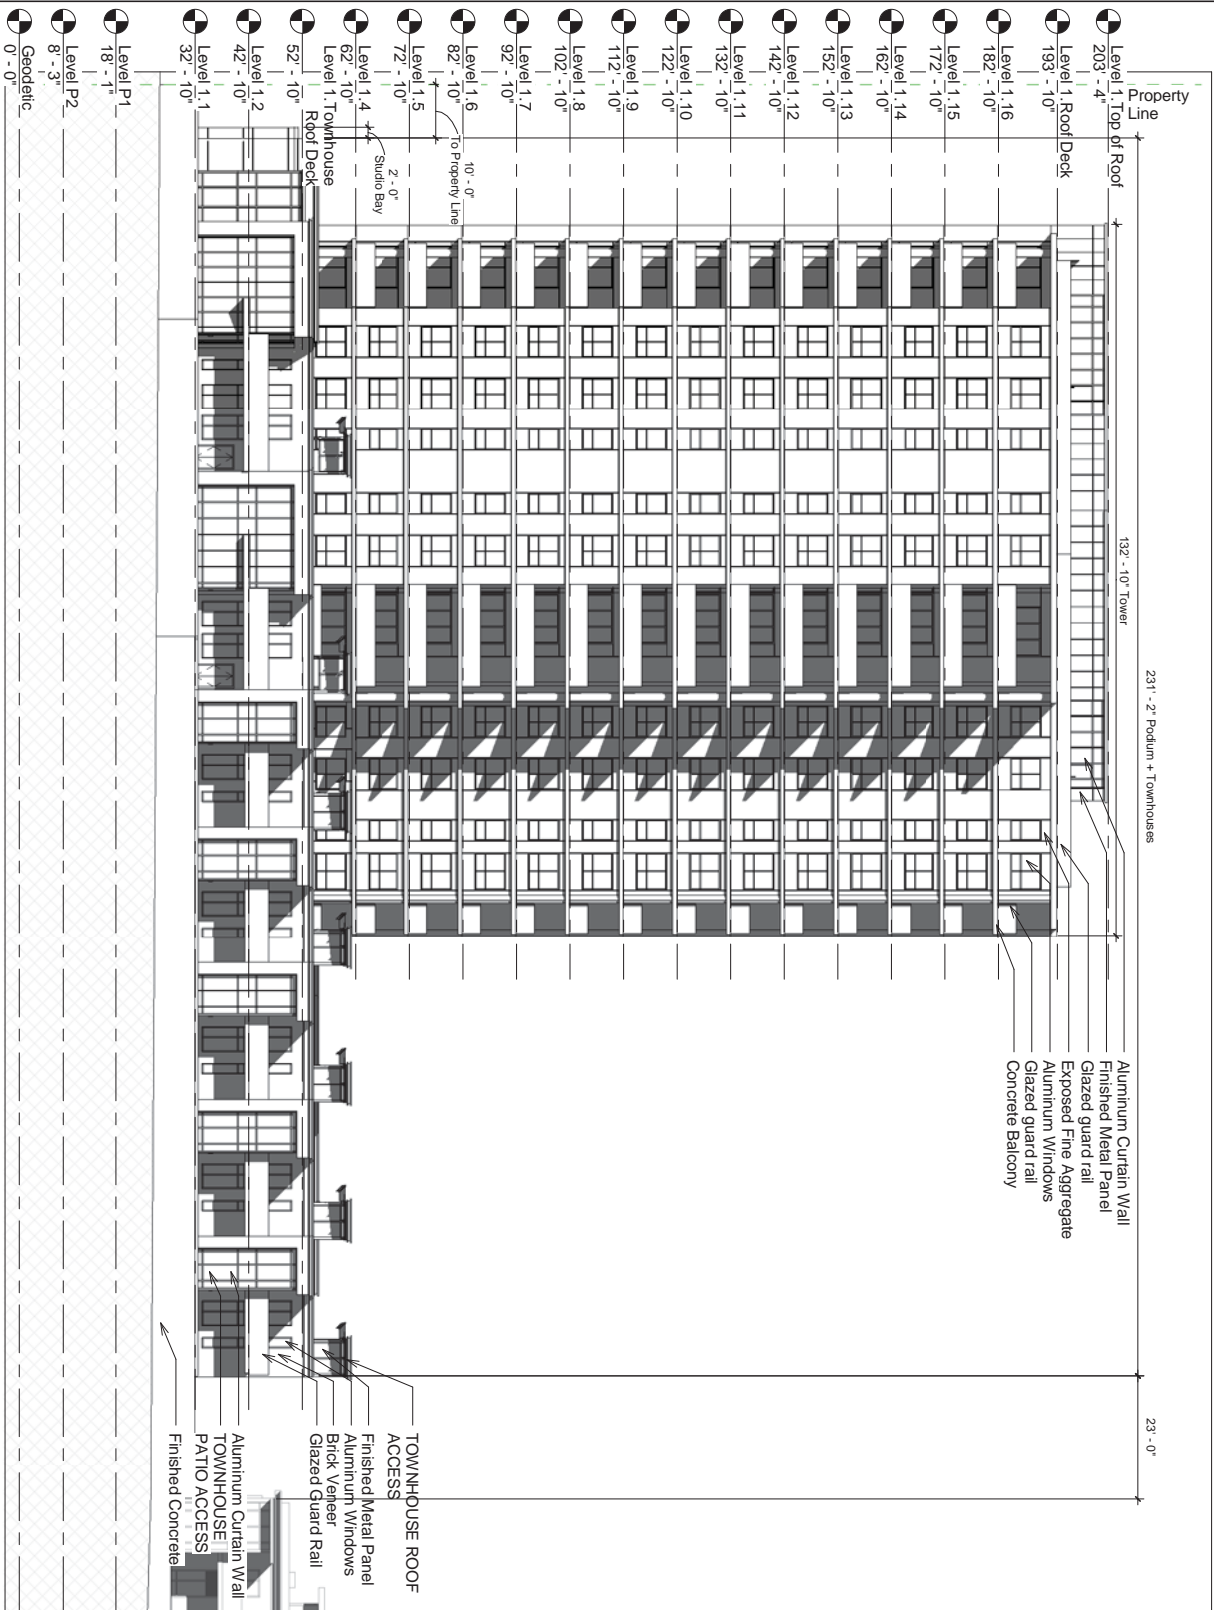 Level 1.Top of Roof
203' - 4"
Level 1.Roof Deck
193' - 10"
Level 1.16
182' - 10"
Level 1.15
172' - 10"
Level 1.14
162' - 10"
Level 1.13
152' - 10"
Level 1.12
142' - 10"
Level 1.11
132' - 10"
Level 1.10
122' - 10"
Level 1.9
112' - 10"
Level 1.8
102' - 10"
Level 1.7
92' - 10"
Level 1.6
82' - 10"
Level 1.5
72' - 10"
Level 1.4
62' - 10"
Level 1.Townhouse
Roof Deck
52' - 10"
Level 1.2
42' - 10"
Level 1.1
32' - 10"
Level P1
18' - 1"
Level P2
8' - 3"
Geodetic
0' - 0"
Property
Line
10' - 0"
To Property Line
2' - 0"
Studio Bay
132' - 10" Tower
231' - 2" Podium + Townhouses
23' - 0"
Aluminum Curtain Wall
Finished Metal Panel
Glazed guard rail
Exposed Fine Aggregate
Aluminum Windows
Glazed guard rail
Concrete Balcony
TOWNHOUSE ROOF
ACCESS
Finished Metal Panel
Aluminum Windows
Brick Veneer
Glazed Guard Rail
Aluminum Curtain Wall
TOWNHOUSE
PATIO ACCESS
Finished Concrete